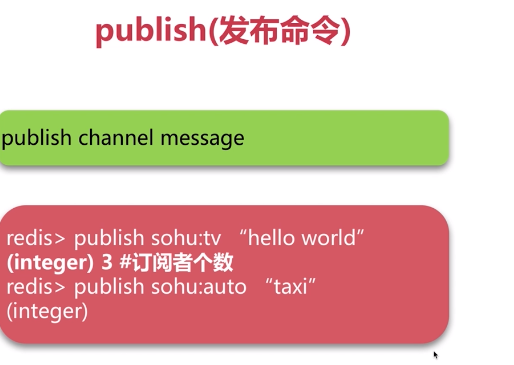 publish(发布命令)
publish channel message
redis> publish sohu:tv “hello world”
(integer) 3 #订阅者个数
redis> publish sohu:auto “taxi”
(integer)